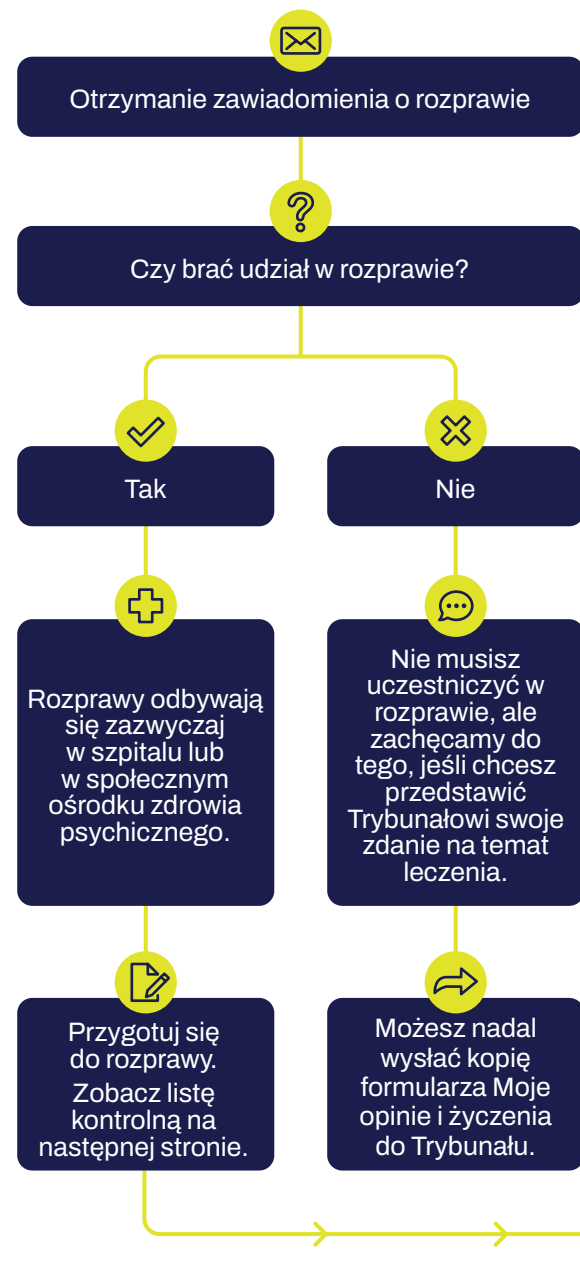 Otrzymanie zawiadomienia o rozprawie
Czy brać udział w rozprawie?
Tak
Nie
Rozprawy odbywają
się zazwyczaj
w szpitalu lub
w społecznym
ośrodku zdrowia
psychicznego.
Nie musisz
uczestniczyć w
rozprawie, ale
zachęcamy do
tego, jeśli chcesz
przedstawić
Trybunałowi swoje
zdanie na temat
leczenia.
Przygotuj się
do rozprawy.
Zobacz listę
kontrolną na
następnej stronie.
Możesz nadal
wysłać kopię
formularza Moje
opinie i życzenia
do Trybunału.